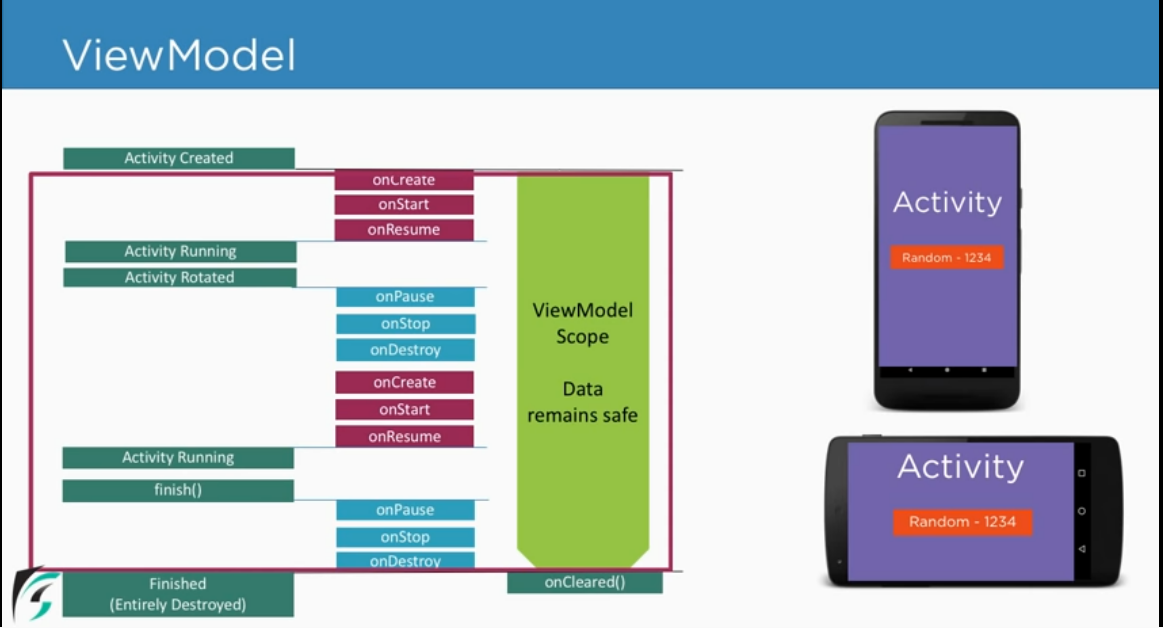 ViewModel
Activity Created
onCreate
onStart
onResume
Activity Running
Activity Rotated
onPause
onStop
onDestroy
onCreate
onStart
onResume
Activity Running
finish()
onPause
onStop
onDestroy
Finished
(Entirely Destroyed)
ViewModel
Scope
Data
remains safe
onCleared()
Activity
Random - 1234
Activity
Random - 1234